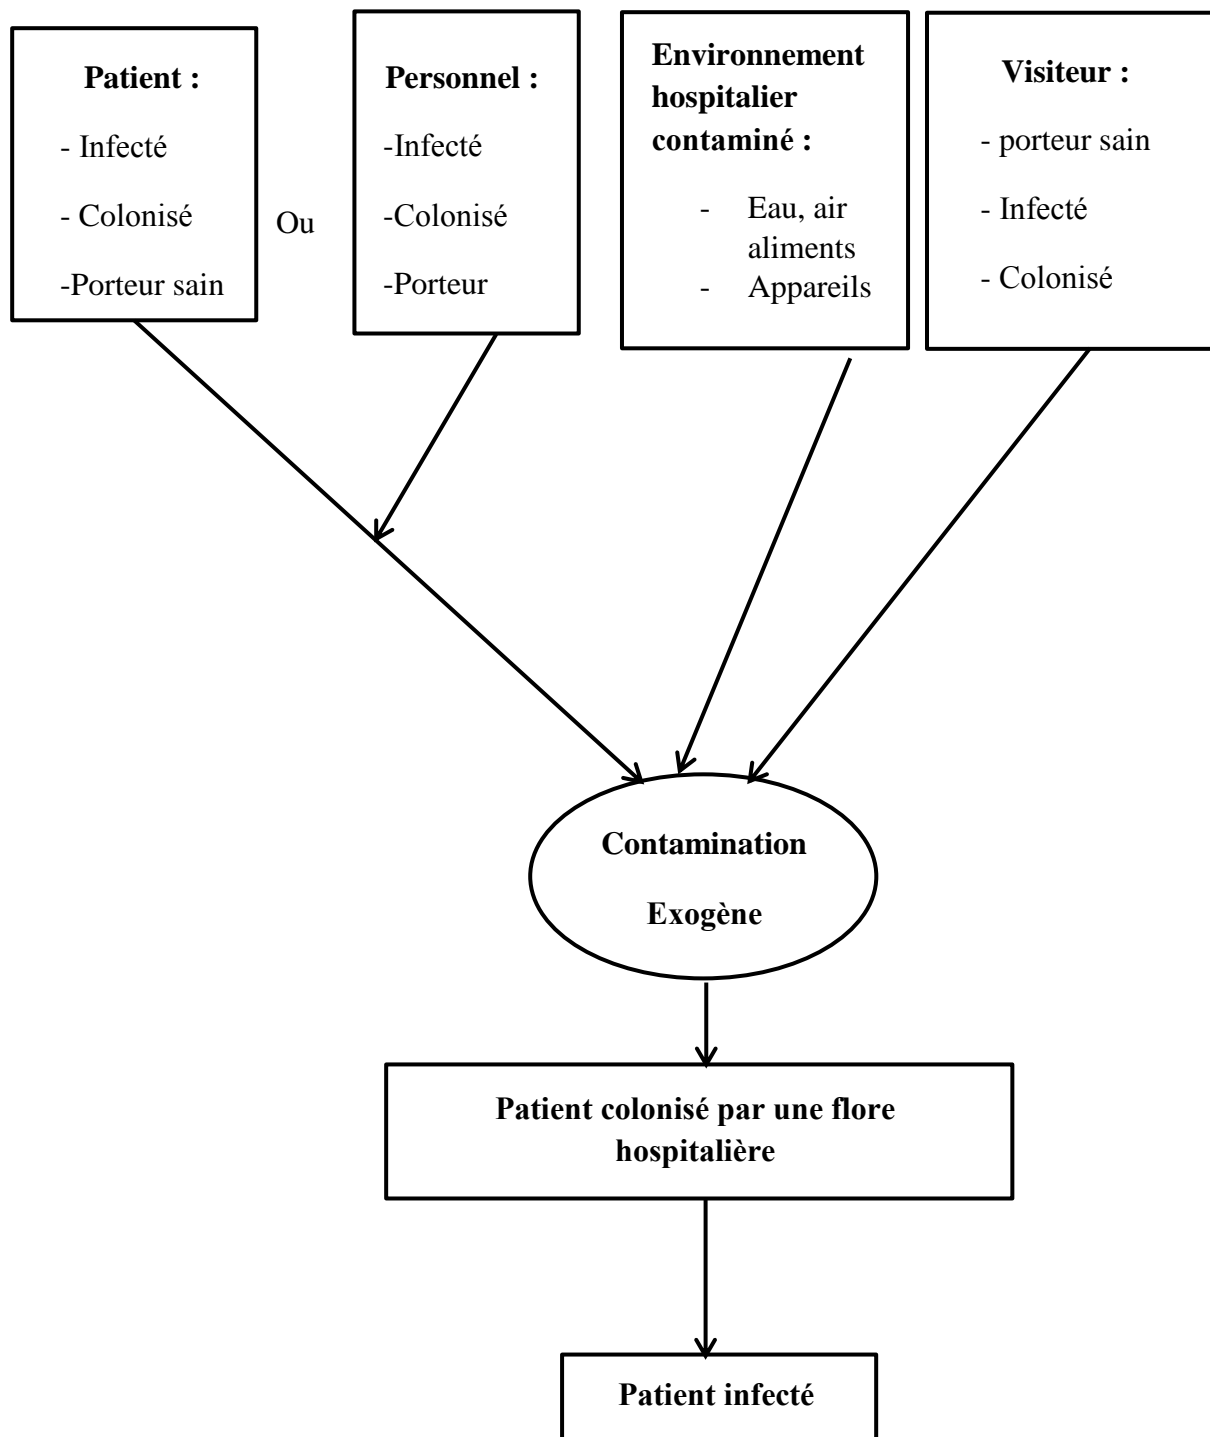 Patient :
- Infecté
- Colonisé
-Porteur sain
Ou
Personnel :
-Infecté
-Colonisé
-Porteur
Environnement
hospitalier
contaminé :
- Eau, air
aliments
- Appareils
Visiteur :
- porteur sain
- Infecté
- Colonisé
Contamination
Exogène
Patient colonisé par une flore
hospitalière
Patient infecté